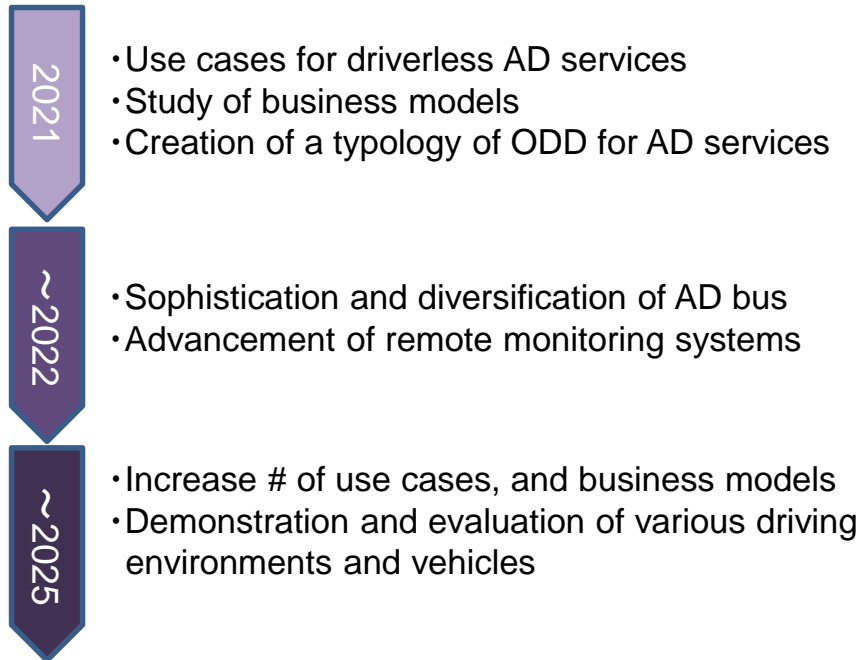 2021
・Use cases for driverless AD services
・Study of business models
・Creation of a typology of ODD for AD services
～2022
・Sophistication and diversification of AD bus
・Advancement of remote monitoring systems
～2025
・Increase # of use cases, and business models
・Demonstration and evaluation of various driving
environments and vehicles